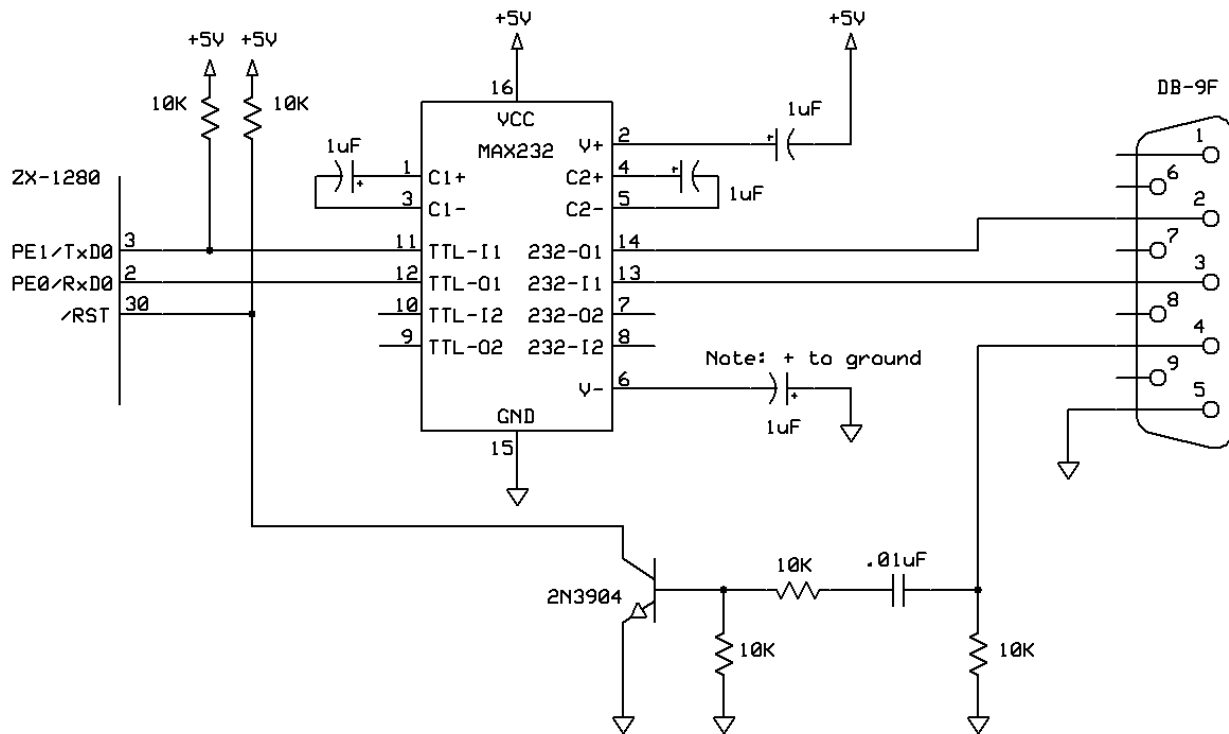 +5V
+5V
+5V
+5V
10K
10K
16
DB-9F
1uF
VCC
MAX232
2
V+
1uF
1
C1+
4
C2+
3
C1-
5
C2-
1uF
ZX-1280
PE1/TxD0
3
11
TTL-I1
232-O1
14
PE0/RxD0
2
12
TTL-O1
232-I1
13
/RST
30
10
TTL-I2
232-O2
7
9
TTL-O2
232-I2
8
Note: + to ground
V-
6
1uF
GND
15
1
6
2
7
3
8
4
9
5
2N3904
10K
.01uF
10K
10K